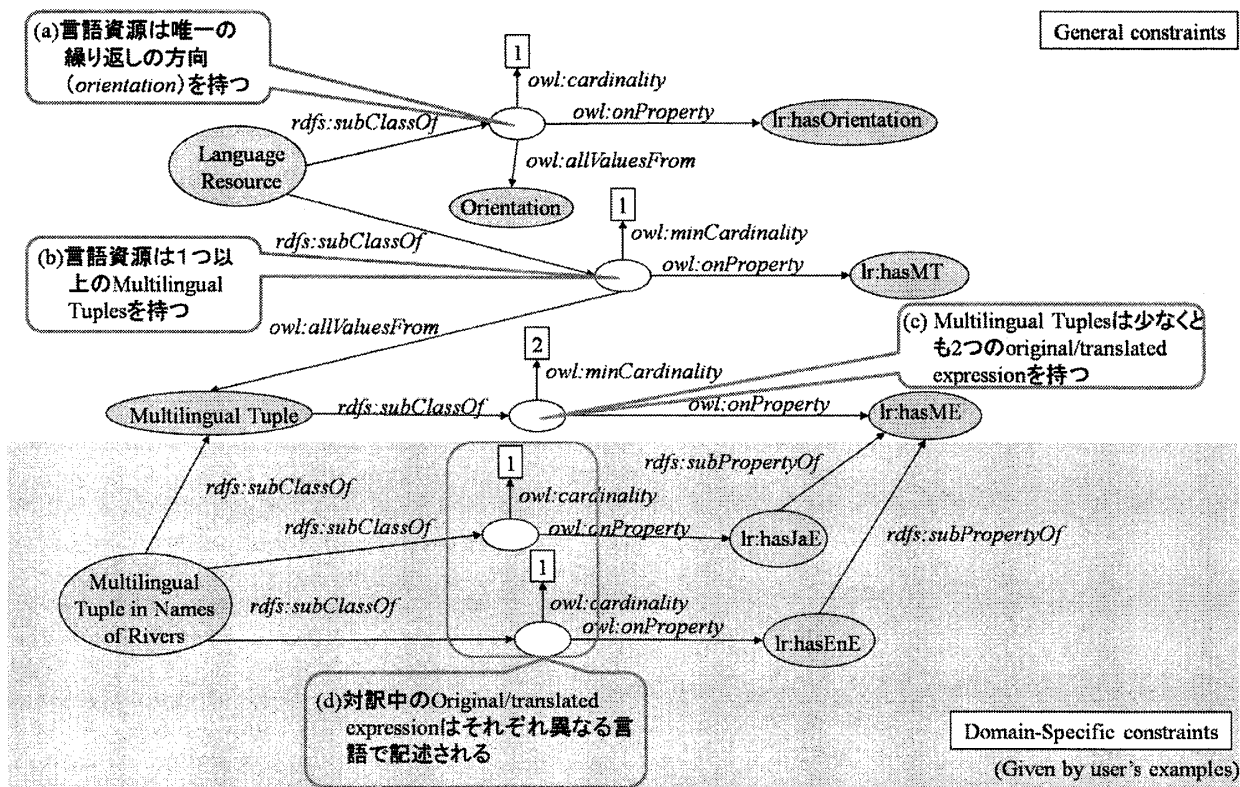 (a)言語資源は唯一の
繰り返しの方向
(orientation)を持つ
General constraints
1
owl:cardinality
owl:onProperty
lr:hasOrientation
rdfs:subClassOf
Language
Resource
owl:allValuesFrom
Orientation
1
rdfs:subClassOf
owl:minCardinality
(b)言語資源は1つ以
上のMultilingual
Tuplesを持つ
owl:onProperty
lr:hasMT
owl:allValuesFrom
(c) Multilingual Tuplesは少なくと
も2つのoriginal/translated
expressionを持つ
2
owl:minCardinality
Multilingual Tuple
rdfs:subClassOf
owl:onProperty
lr:hasME
1
rdfs:subPropertyOf
rdfs:subClassOf
owl:cardinality
rdfs:subClassOf
owl:onProperty
lr:hasJaE
rdfs:subPropertyOf
1
Multilingual
Tuple in Names
of Rivers
rdfs:subClassOf
owl:cardinality
owl:onProperty
lr:hasEnE
(d)対訳中のOriginal/translated
expressionはそれぞれ異なる言
語で記述される
Domain-Specific constraints
(Given by user's examples)